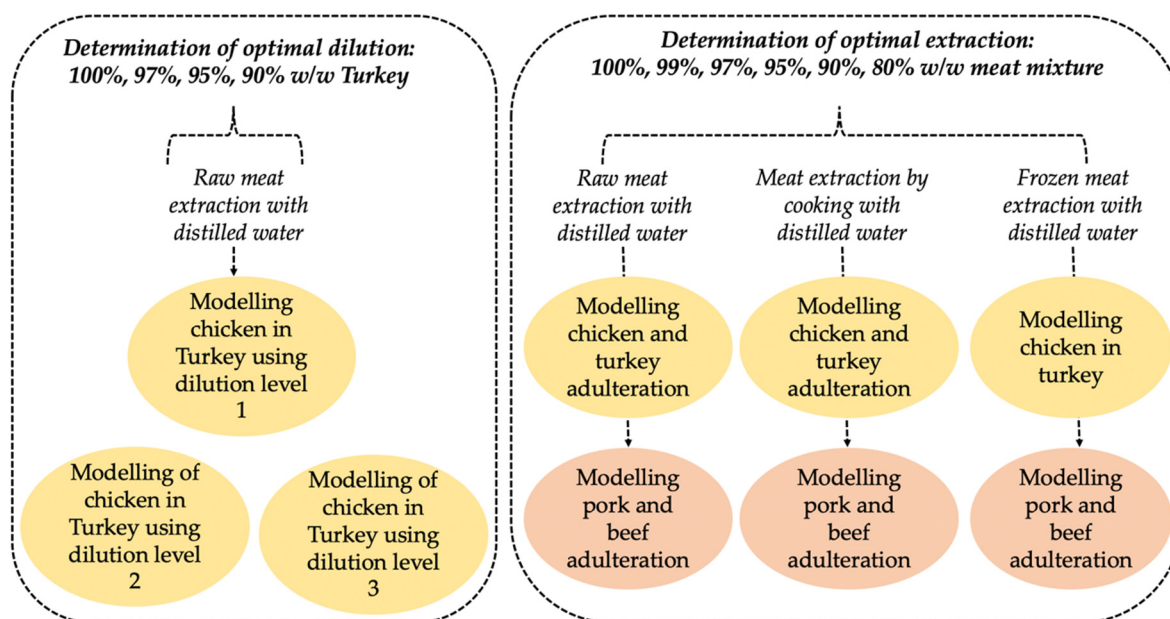 Determination of optimal dilution:
100%, 97%, 95%, 90% w/w Turkey
Raw meat
extraction with
distilled water
Modelling
chicken in
Turkey using
dilution level
1
Modelling of
chicken in
Turkey using
dilution level
2
Modelling of
chicken in
Turkey using
dilution level
3
Determination of optimal extraction:
100%, 99%, 97%, 95%, 90%, 80% w/w meat mixture
Raw meat
extraction with
distilled water
Meat extraction by
cooking with
distilled water
Frozen meat
extraction with
distilled water
Modelling
chicken and
turkey
adulteration
Modelling
chicken and
turkey
adulteration
Modelling
chicken in
turkey
Modelling
pork and
beef
adulteration
Modelling
pork and
beef
adulteration
Modelling
pork and
beef
adulteration